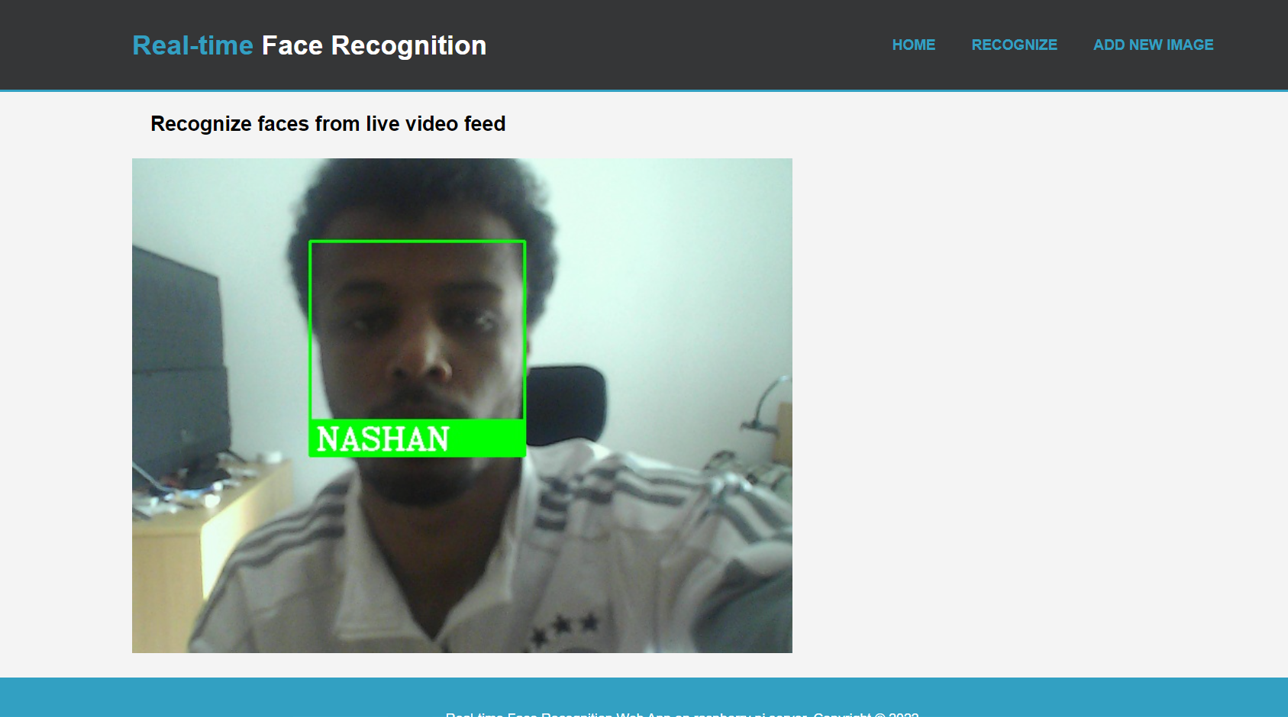 Real-time Face Recognition
HOME RECOGNIZE ADD NEW IMAGE
Recognize faces from live video feed
NASHAN
Real-time Face Recognition Web App on raspberry pi server, Copyright © 2022